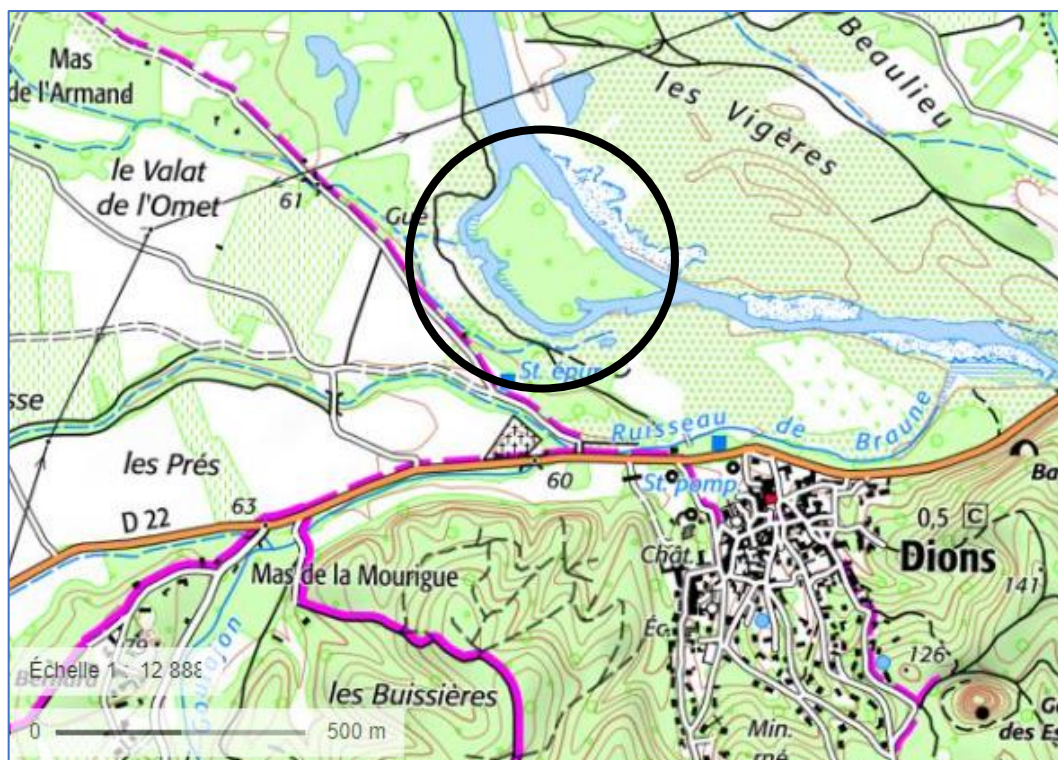 Mas
de l'Armand
Beaulieu
les Vigères
le Valat
de l'Omet
61
Gué
St. épur
Ruisseau de Braune
les Prés
D 22
63
60
St. pomp.
0,5 C
Dions
Chât.
141
Mas de la Mourigue
126
les Buissières
Min.
Échelle 1 : 12 888
0
500 m